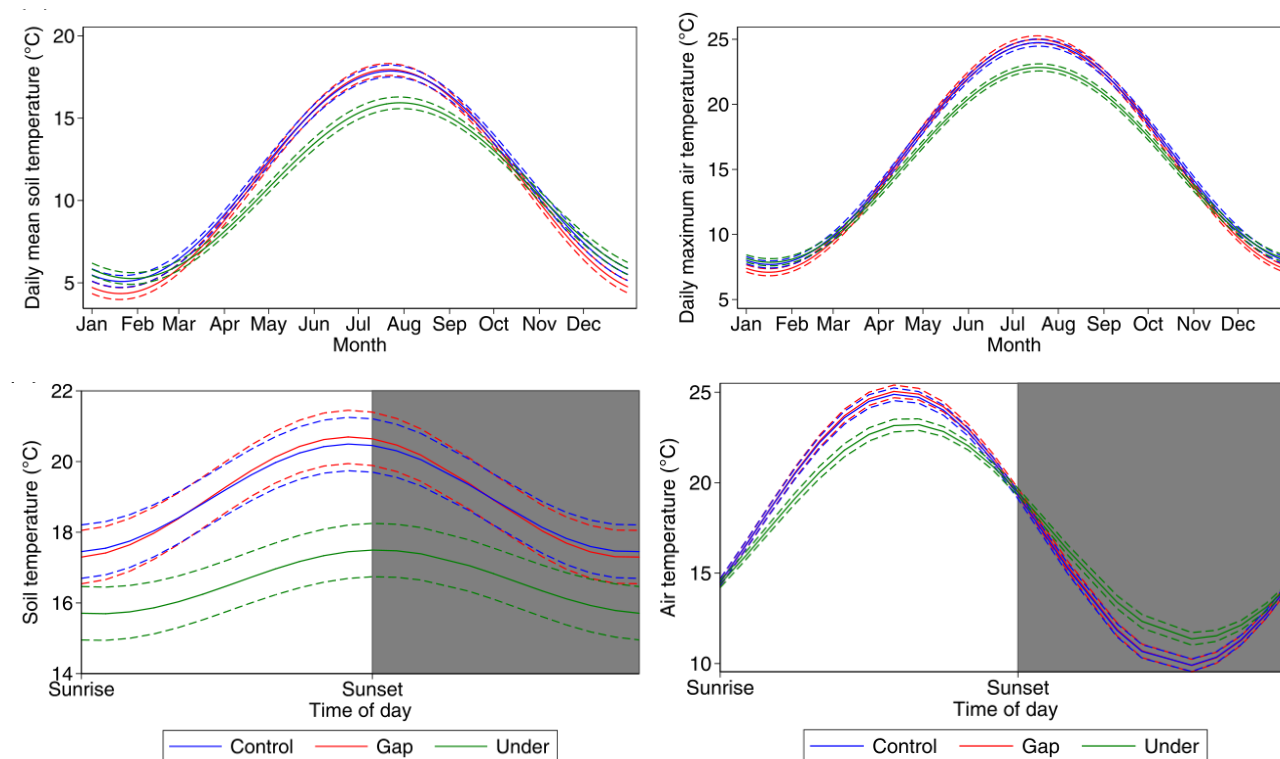 Daily mean soil temperature (°C)
20
15
10
5
Jan Feb Mar Apr May Jun Jul Aug Sep Oct Nov Dec
Month
Daily maximum air temperature (°C)
25
20
15
10
5
Jan Feb Mar Apr May Jun Jul Aug Sep Oct Nov Dec
Month
Soil temperature (°C)
22
20
18
16
14
Sunrise Sunset
Time of day
Control Gap Under
Air temperature (°C)
25
20
15
10
Sunrise Sunset
Time of day
Control Gap Under